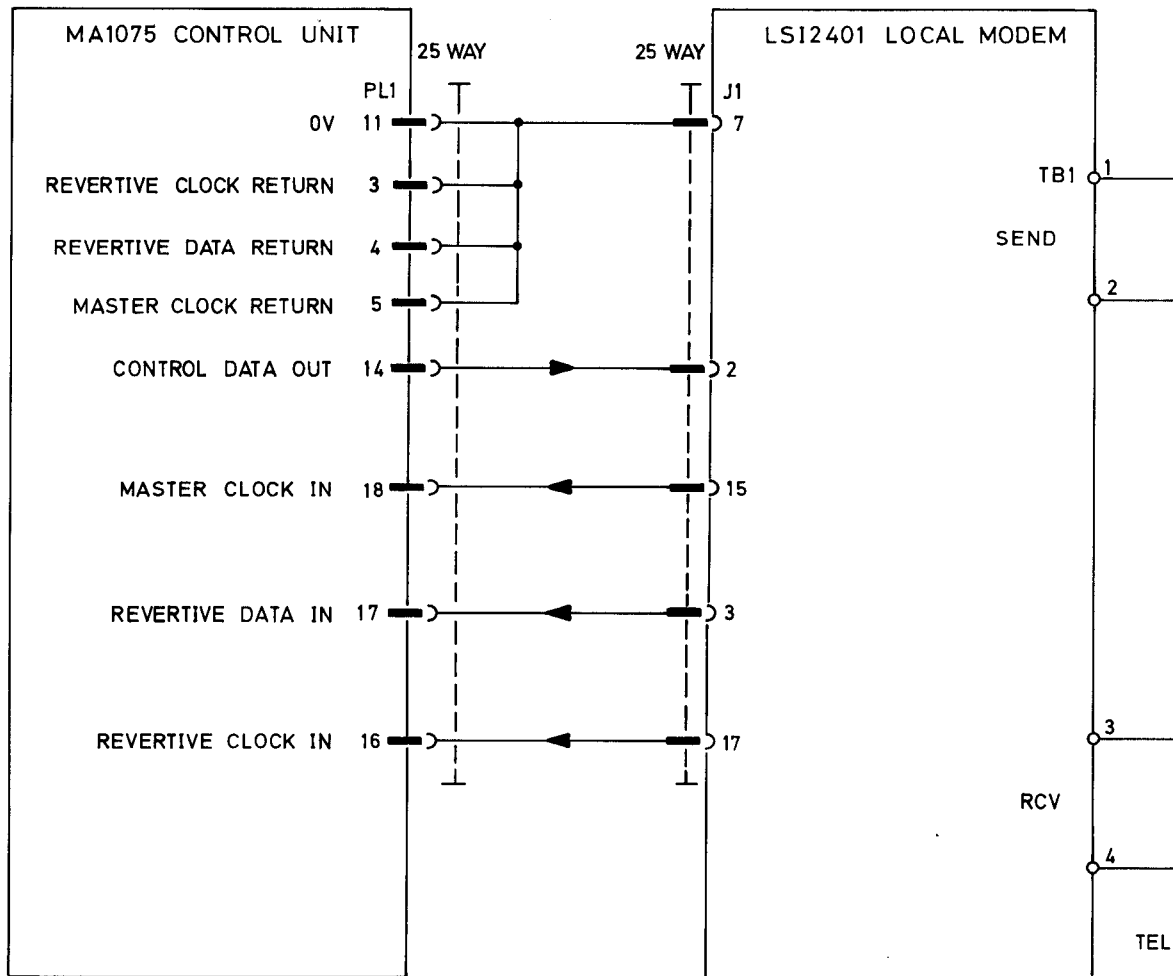 MA1075 CONTROL UNIT
25 WAY
25 WAY
LSI2401 LOCAL MODEM
PL1
J1
0V 11
7
REVERTIVE CLOCK RETURN 3
REVERTIVE DATA RETURN 4
MASTER CLOCK RETURN 5
CONTROL DATA OUT 14
2
MASTER CLOCK IN 18
15
REVERTIVE DATA IN 17
3
REVERTIVE CLOCK IN 16
17
TB1
1
SEND
2
3
RCV
4
TEL